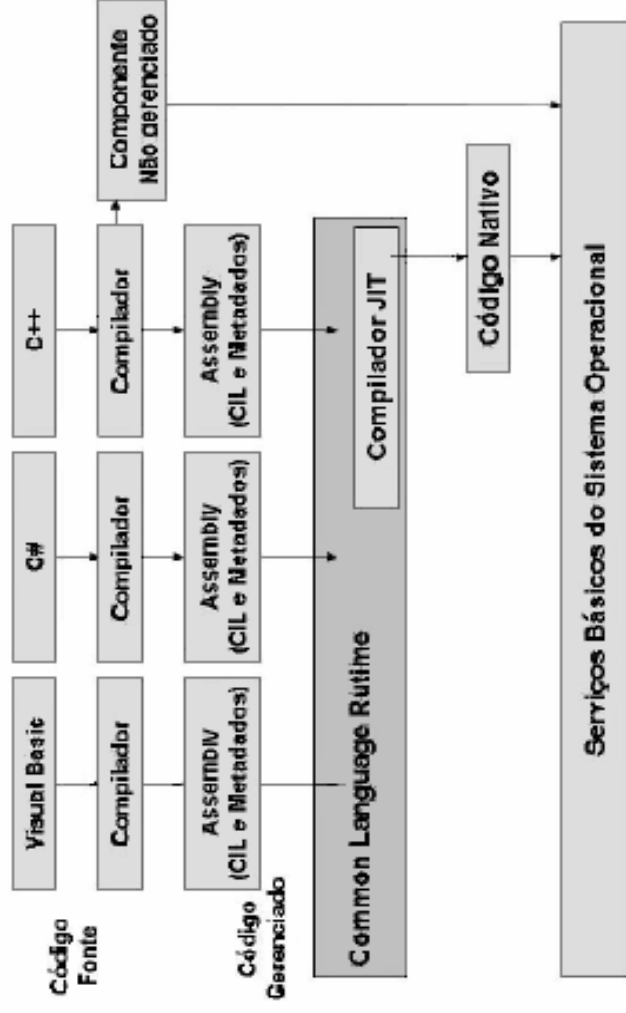 Código
Fonte
Visual Basic
C#
C++
Compilador
Compilador
Compilador
Componente
Não gerenciado
Assembly
(CIL e Metadados)
Assembly
(CIL e Metadados)
Assembly
(CIL e Metadados)
Código
Gerenciado
Common Language Rutime
Compilador JIT
Código Nativo
Serviços Básicos do Sistema Operacional